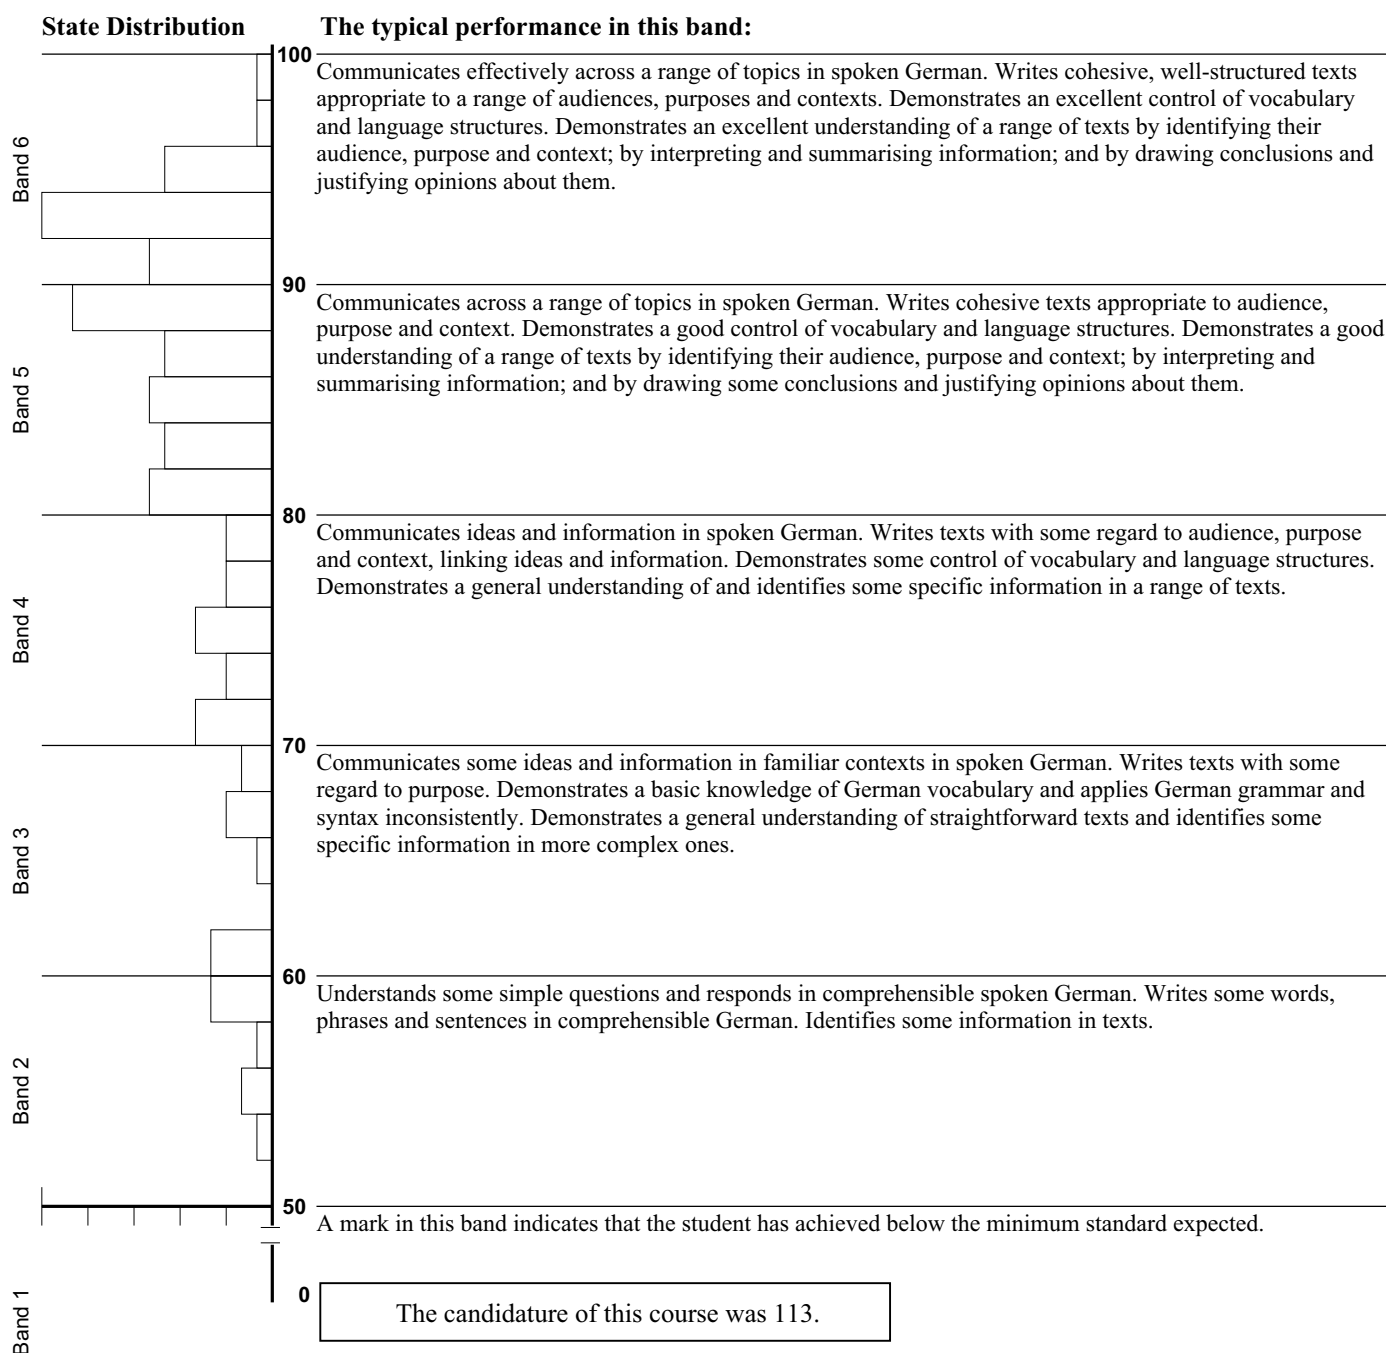 State Distribution
The typical performance in this band:
100
Communicates effectively across a range of topics in spoken German. Writes cohesive, well-structured texts
appropriate to a range of audiences, purposes and contexts. Demonstrates an excellent control of vocabulary
and language structures. Demonstrates an excellent understanding of a range of texts by identifying their
audience, purpose and context; by interpreting and summarising information; and by drawing conclusions and
justifying opinions about them.
Band 6
90
Communicates across a range of topics in spoken German. Writes cohesive texts appropriate to audience,
purpose and context. Demonstrates a good control of vocabulary and language structures. Demonstrates a good
understanding of a range of texts by identifying their audience, purpose and context; by interpreting and
summarising information; and by drawing some conclusions and justifying opinions about them.
Band 5
80
Communicates ideas and information in spoken German. Writes texts with some regard to audience, purpose
and context, linking ideas and information. Demonstrates some control of vocabulary and language structures.
Demonstrates a general understanding of and identifies some specific information in a range of texts.
Band 4
70
Communicates some ideas and information in familiar contexts in spoken German. Writes texts with some
regard to purpose. Demonstrates a basic knowledge of German vocabulary and applies German grammar and
syntax inconsistently. Demonstrates a general understanding of straightforward texts and identifies some
specific information in more complex ones.
Band 3
60
Understands some simple questions and responds in comprehensible spoken German. Writes some words,
phrases and sentences in comprehensible German. Identifies some information in texts.
Band 2
50
A mark in this band indicates that the student has achieved below the minimum standard expected.
Band 1
0
The candidature of this course was 113.